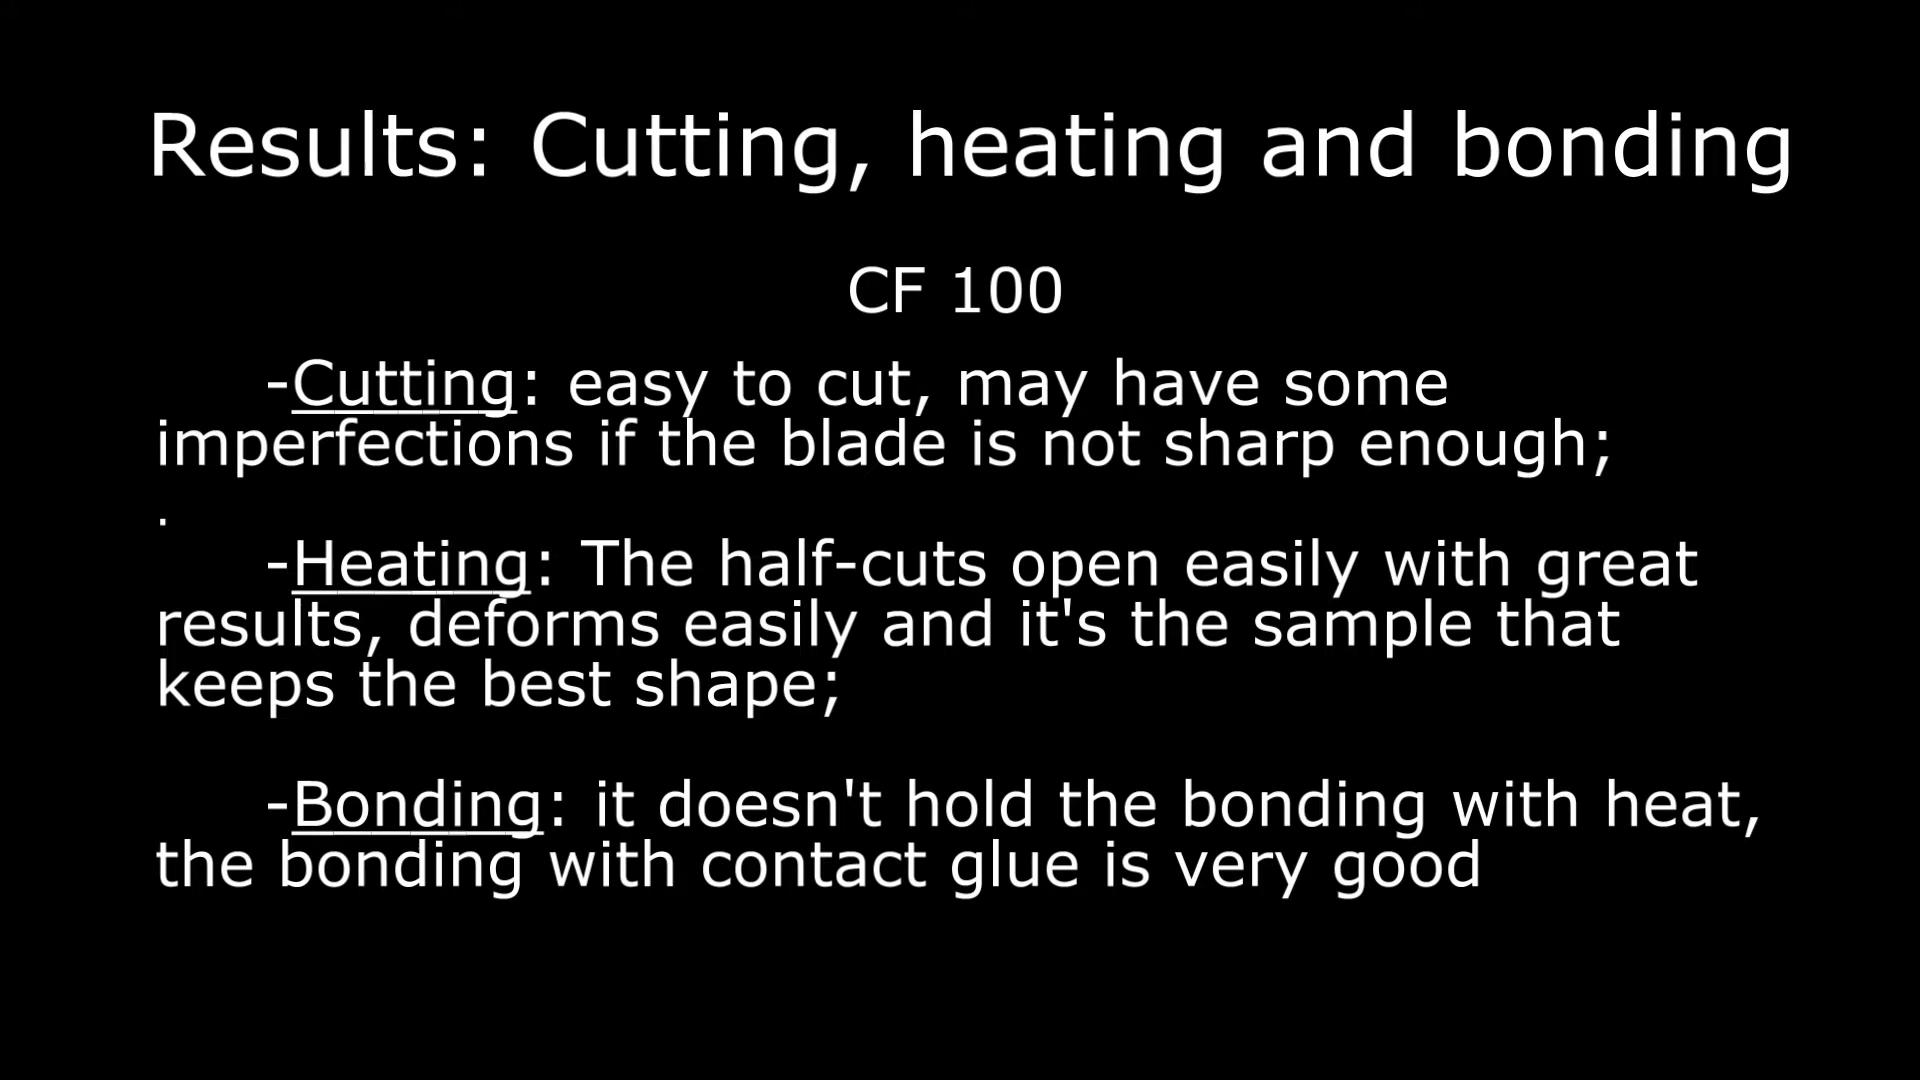 Results: Cutting, heating and bonding
CF 100
-Cutting: easy to cut, may have some
imperfections if the blade is not sharp enough;
.
-Heating: The half-cuts open easily with great
results, deforms easily and it's the sample that
keeps the best shape;
-Bonding: it doesn't hold the bonding with heat,
the bonding with contact glue is very good